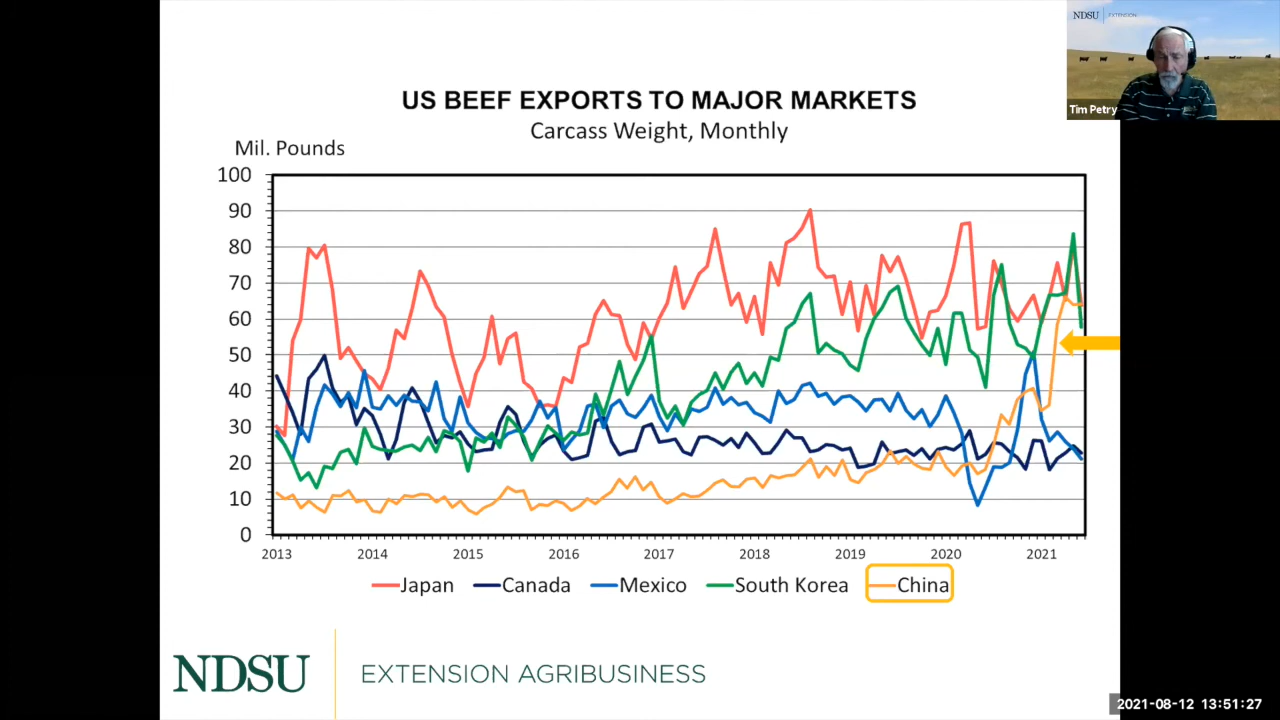 NDSU EXTENSION
Tim Petry
US BEEF EXPORTS TO MAJOR MARKETS
Carcass Weight, Monthly
Mil. Pounds
100
90
80
70
60
50
40
30
20
10
0
2013 2014 2015 2016 2017 2018 2019 2020 2021
Japan Canada Mexico South Korea China
NDSU EXTENSION AGRIBUSINESS
2021-08-12 13:51:27